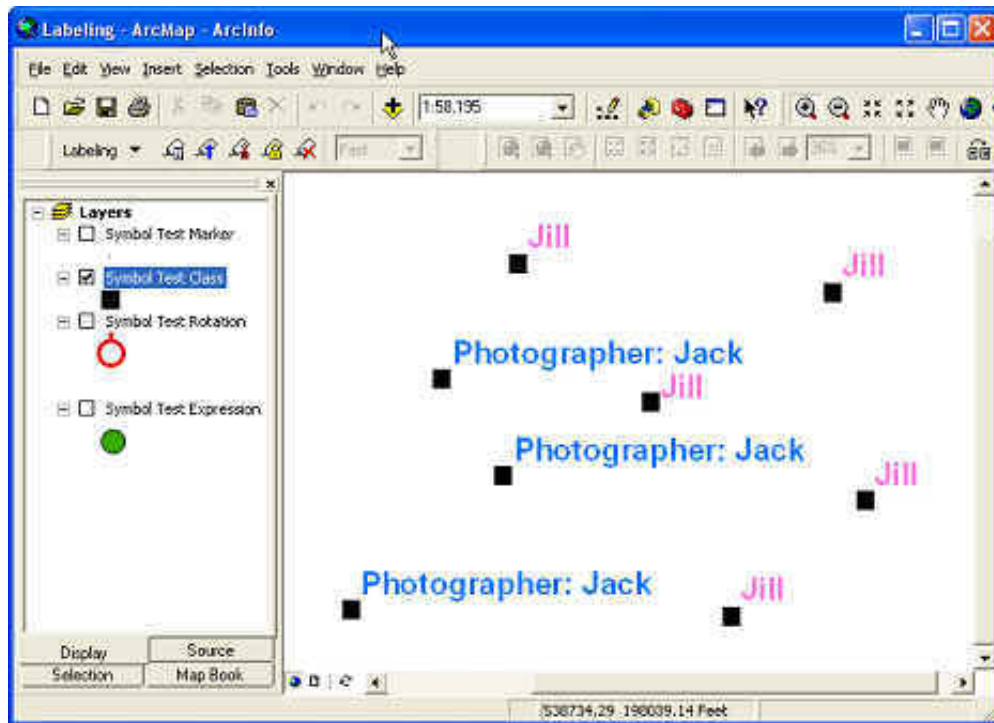 Labeling - ArcMap - ArcInfo
File Edit View Insert Selection Tools Window Help
1:58,195
Labeling Fast
Layers
Symbol Test Marker
Symbol Test Class
Symbol Test Rotation
Symbol Test Expression
Jill
Jill
Photographer: Jack
Jill
Photographer: Jack
Jill
Photographer: Jack
Jill
Display Source
Selection Map Book
538734.29 198039.14 Feet